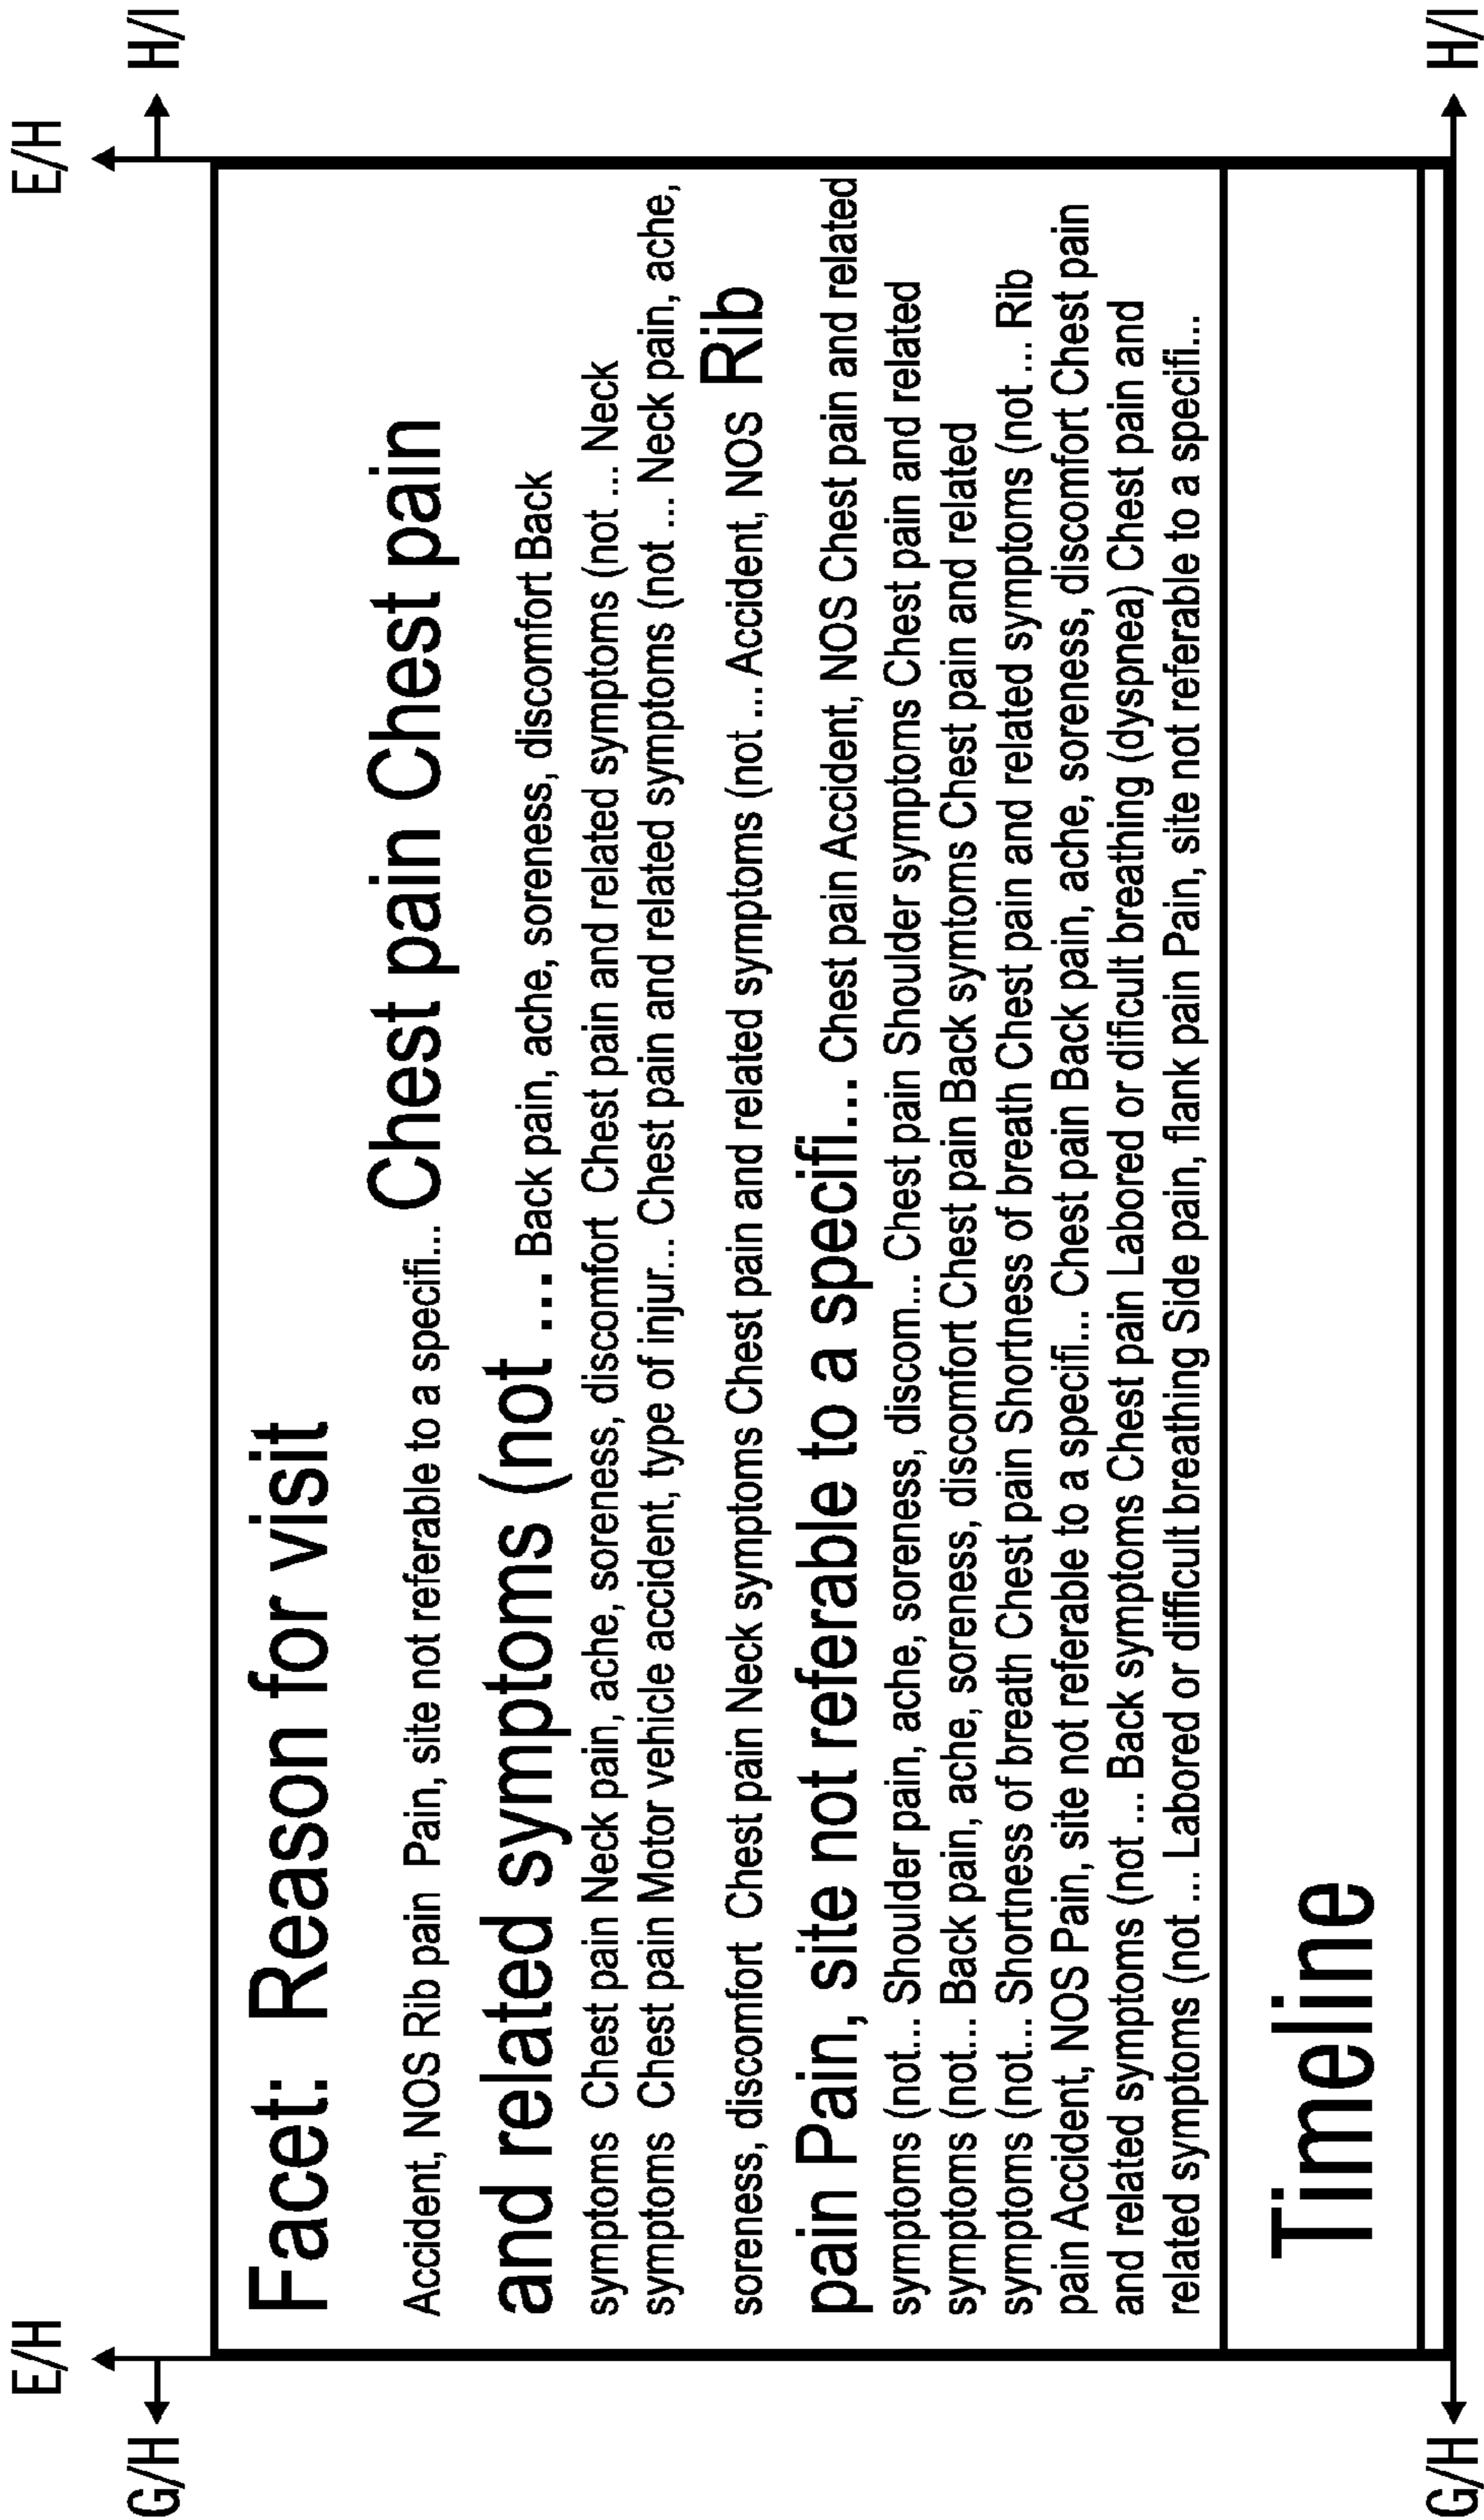 E/H E/H
G/H H/I
Facet: Reason for visit
Accident, NOS Rib pain Pain, site not referable to a specifi... Chest pain Chest pain
and related symptoms (not ... Back pain, ache, soreness, discomfort Back
symptoms Chest pain Neck pain, ache, soreness, discomfort Chest pain and related symptoms (not ... Neck
symptoms Chest pain Motor vehicle accident, type of injur... Chest pain and related symptoms (not ... Neck pain, ache,
soreness, discomfort Chest pain Neck symptoms Chest pain and related symptoms (not ... Accident, NOS Rib
pain Pain, site not referable to a specifi... Chest pain Accident, NOS Chest pain and related
symptoms (not... Shoulder pain, ache, soreness, discom... Chest pain Shoulder symptoms Chest pain and related
symptoms (not... Back pain, ache, soreness, discomfort Chest pain Back symtoms Chest pain and related
symptoms (not... Shortness of breath Chest pain Shortness of breath Chest pain and related symptoms (not ... Rib
pain Accident, NOS Pain, site not referable to a specifi... Chest pain Back pain, ache, soreness, discomfort Chest pain
and related symptoms (not ... Back symptoms Chest pain Labored or dificult breathing (dyspnea) Chest pain and
related symptoms (not ... Labored or difficult breathing Side pain, flank pain Pain, site not referable to a specifi...
Timeline
G/H H/I